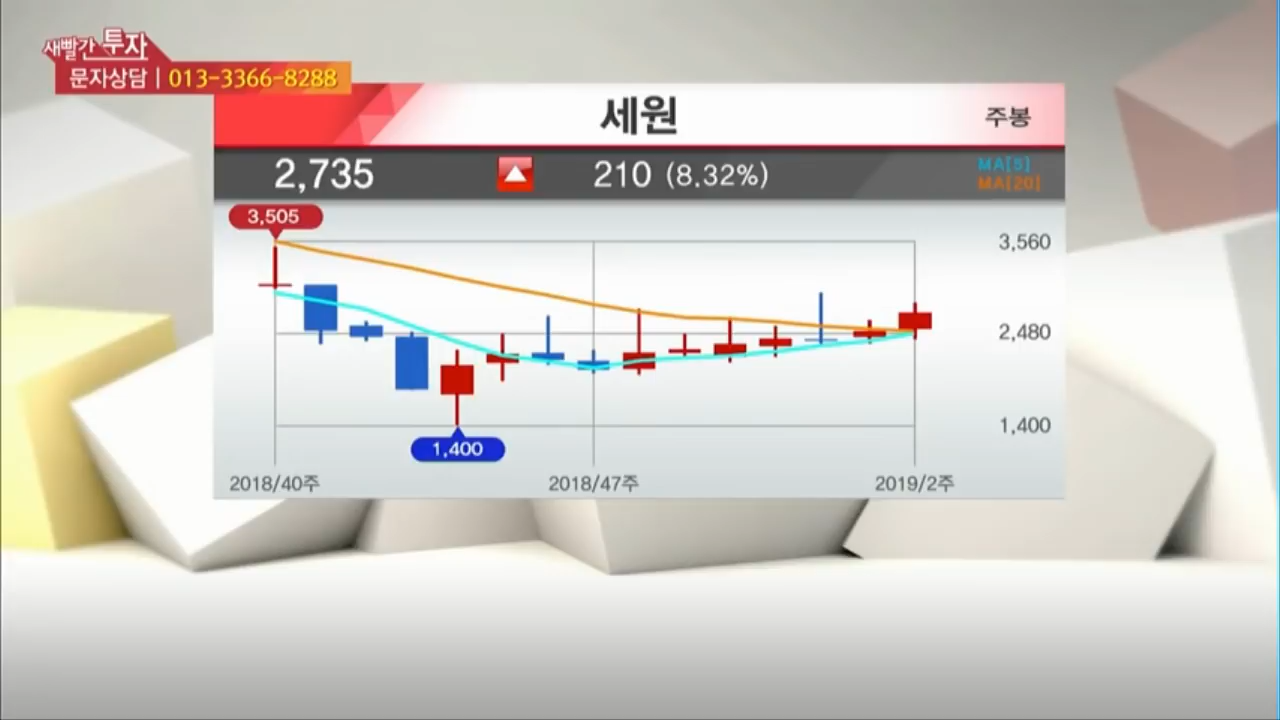 새빨간 투자
문자상담 | 013-3366-8288
세원
주봉
2,735 210 (8.32%)
MA[5]
MA[20]
3,505
3,560
2,480
1,400
1,400
2018/40주 2018/47주 2019/2주